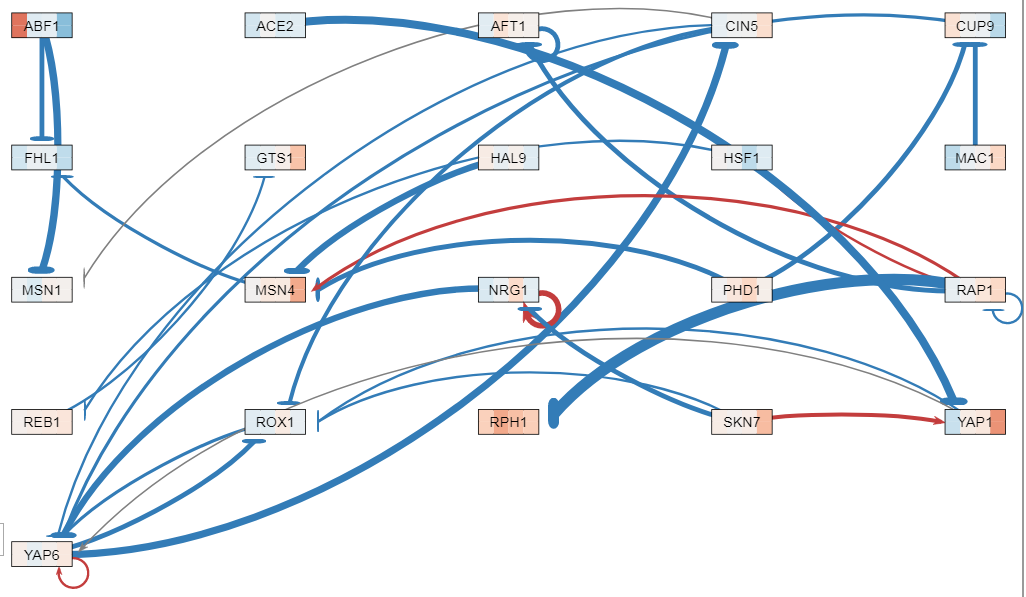 ABF1 ACE2 AFT1 CIN5 CUP9
FHL1 GTS1 HAL9 HSF1 MAC1
MSN1 MSN4 NRG1 PHD1 RAP1
REB1 ROX1 RPH1 SKN7 YAP1
YAP6